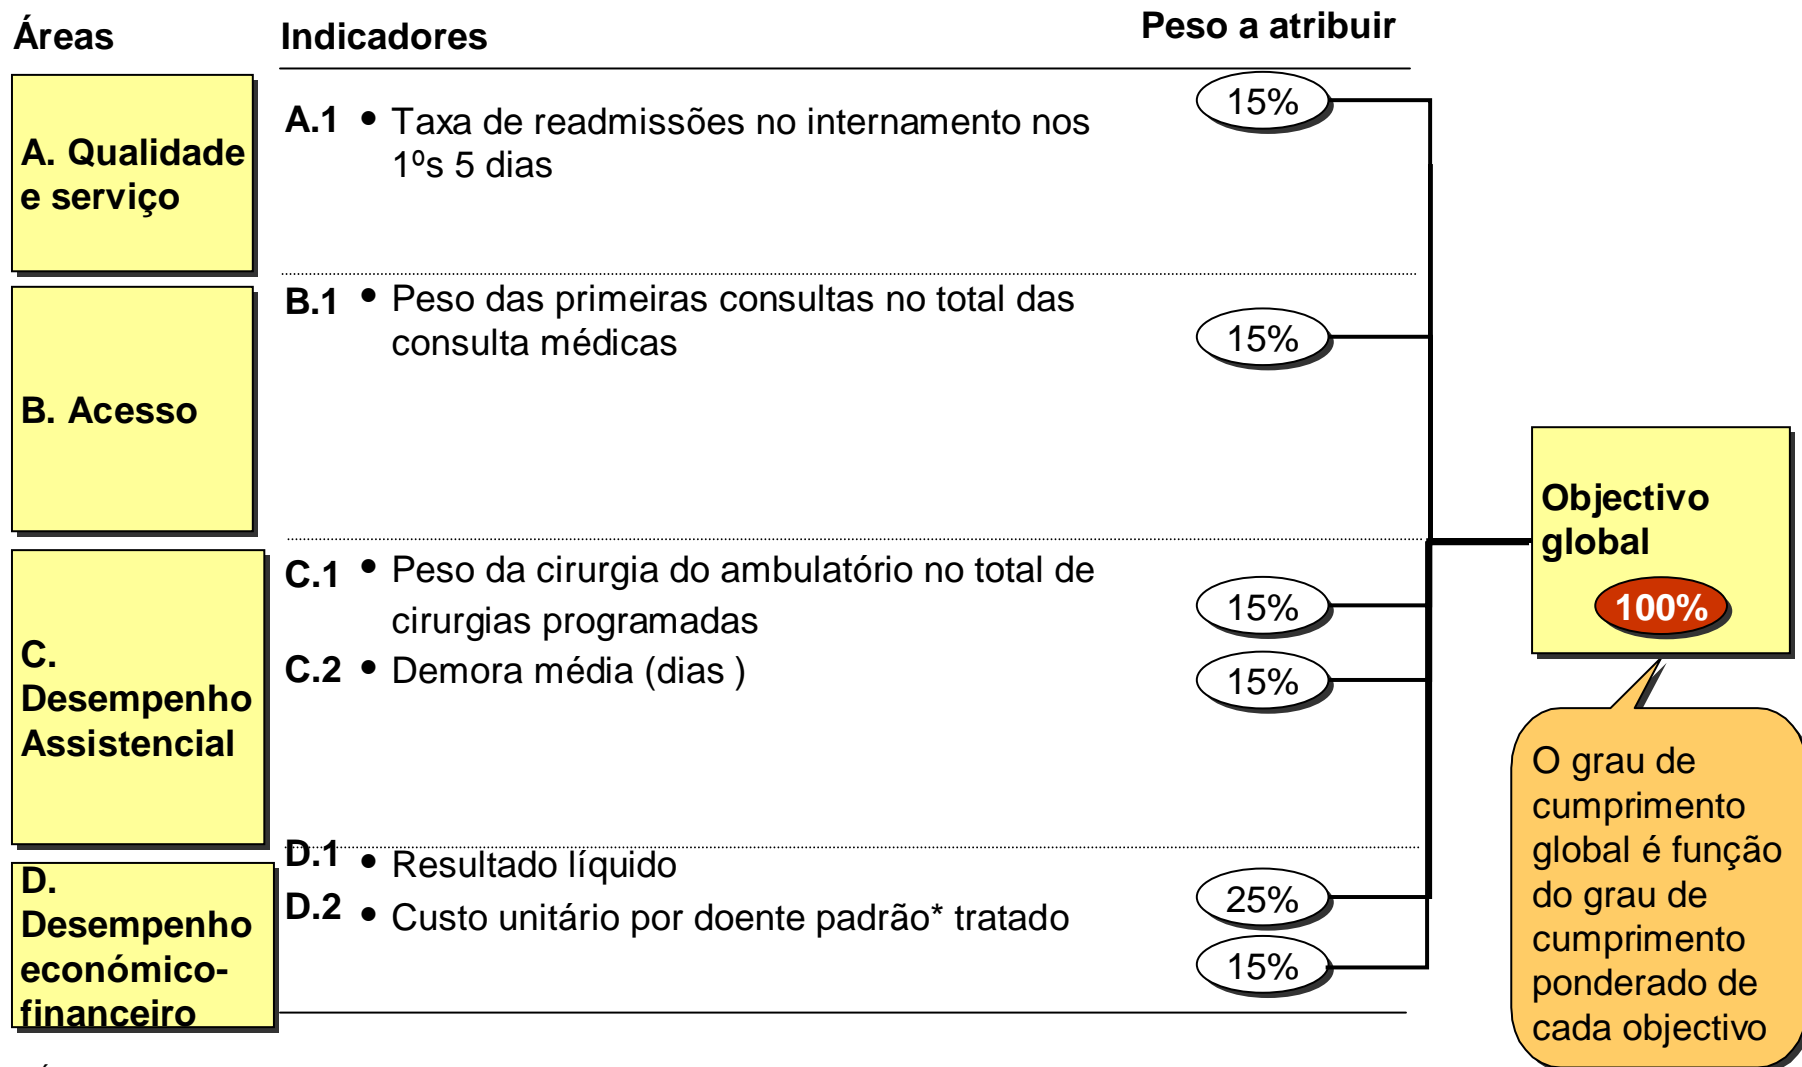 Áreas
Indicadores
Peso a atribuir
A. Qualidade
e serviço
A.1 • Taxa de readmissões no internamento nos
1ºs 5 dias
15%
B. Acesso
B.1 • Peso das primeiras consultas no total das
consulta médicas
15%
C.
Desempenho
Assistencial
C.1 • Peso da cirurgia do ambulatório no total de
cirurgias programadas
15%
C.2 • Demora média (dias )
15%
D.
Desempenho
económico-
financeiro
D.1 • Resultado líquido
25%
D.2 • Custo unitário por doente padrão* tratado
15%
Objectivo
global
100%
O grau de
cumprimento
global é função
do grau de
cumprimento
ponderado de
cada objectivo